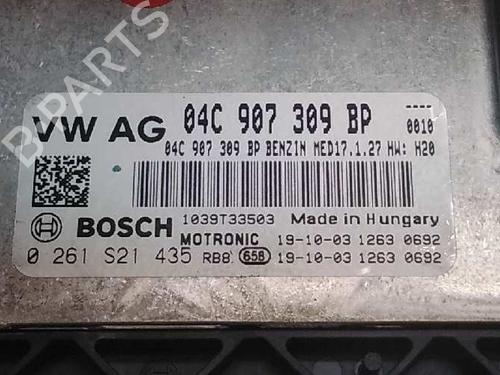 B-PARTS
VW AG 04C 907 309 BP 0010
04C 907 309 BP BENZIN MED17.1.27 HW: H20
BOSCH 1039T33503 Made in Hungary
MOTRONIC 19-10-03 1263 0692
0 261 S21 435 RB8 658 19-10-03 1263 0692